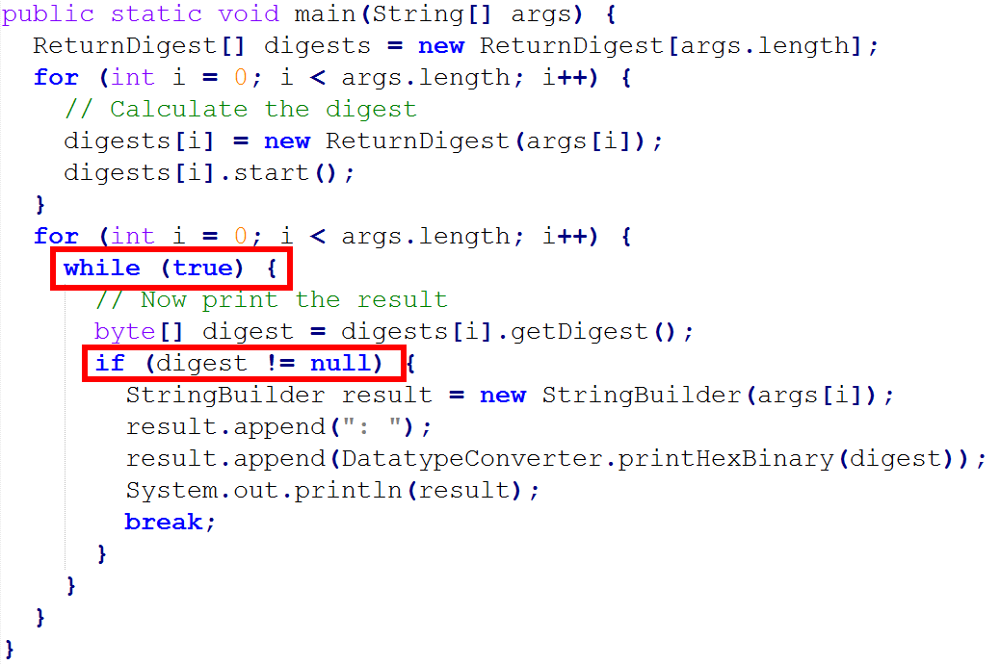 public static void main(String[] args) {
  ReturnDigest[] digests = new ReturnDigest[args.length];
  for (int i = 0; i < args.length; i++) {
    // Calculate the digest
    digests[i] = new ReturnDigest(args[i]);
    digests[i].start();
  }
  for (int i = 0; i < args.length; i++) {
    while (true) {
      // Now print the result
      byte[] digest = digests[i].getDigest();
      if (digest != null) {
        StringBuilder result = new StringBuilder(args[i]);
        result.append(": ");
        result.append(DatatypeConverter.printHexBinary(digest));
        System.out.println(result);
        break;
      }
    }
  }
}